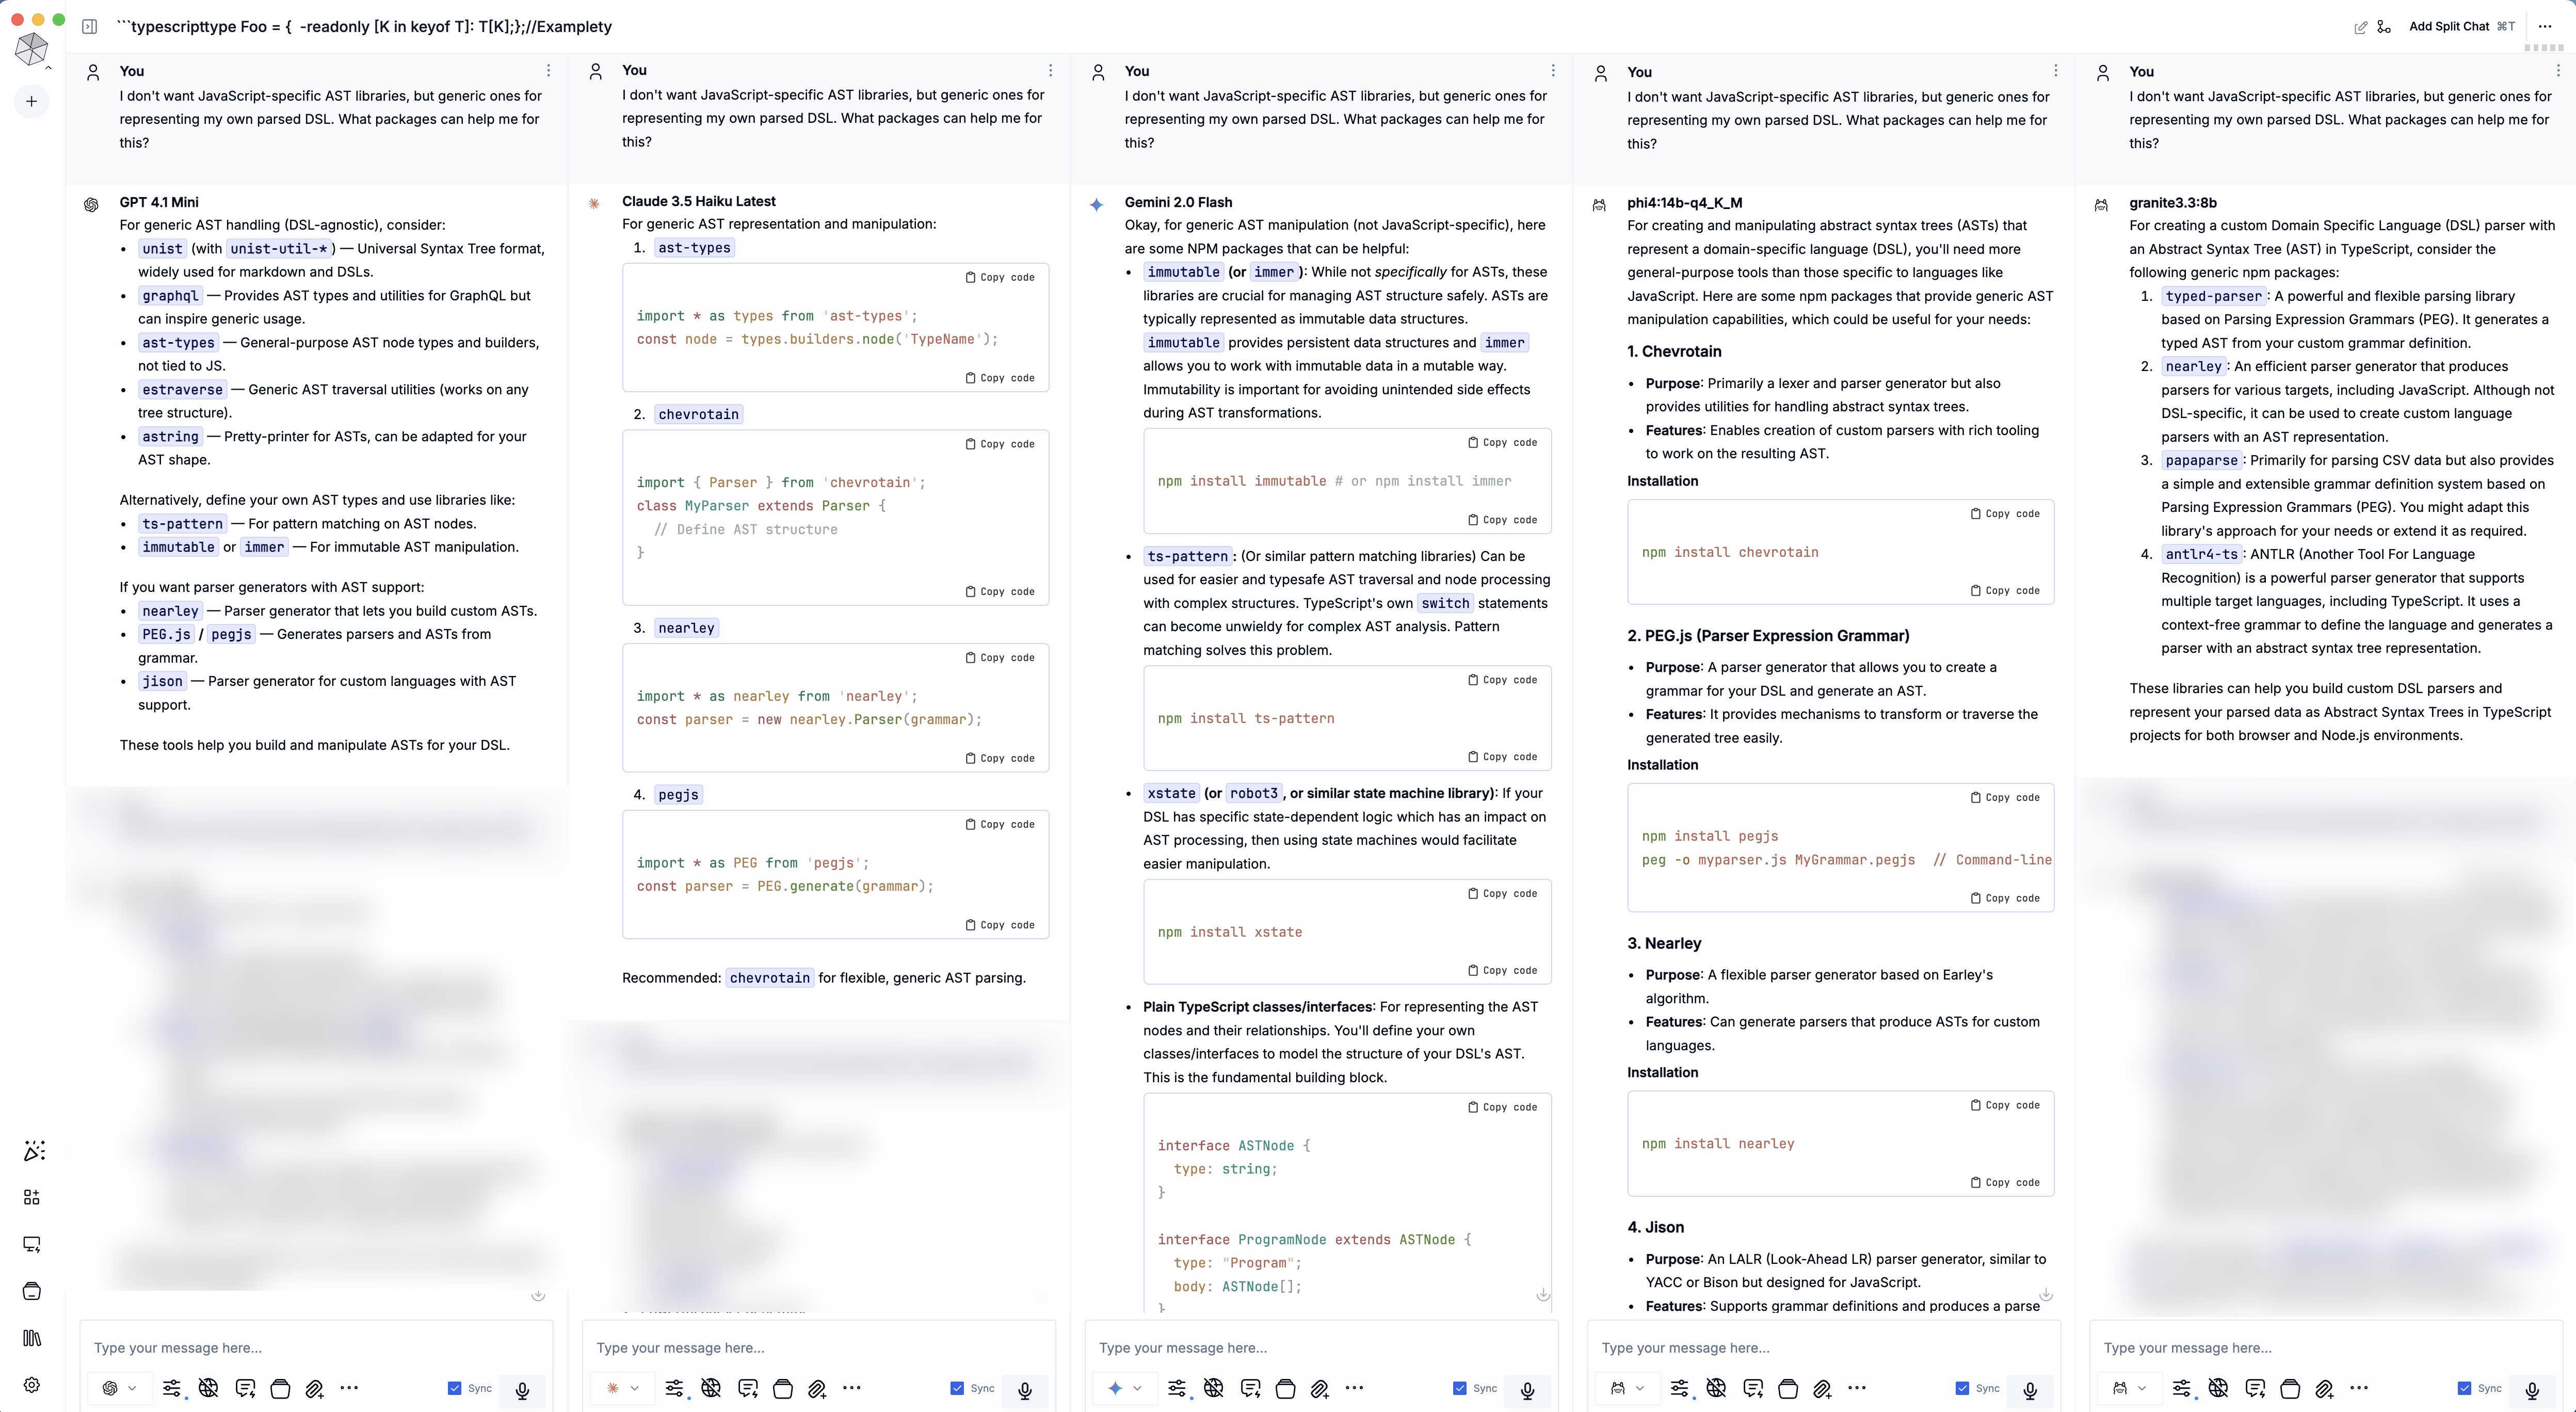 ```typescripttype Foo = {  -readonly [K in keyof T]: T[K];};//Examplety
Add Split Chat ⌘T
You
I don't want JavaScript-specific AST libraries, but generic ones for
representing my own parsed DSL. What packages can help me for
this?
GPT 4.1 Mini
For generic AST handling (DSL-agnostic), consider:
• unist (with unist-util-*) — Universal Syntax Tree format,
widely used for markdown and DSLs.
• graphql — Provides AST types and utilities for GraphQL but
can inspire generic usage.
• ast-types — General-purpose AST node types and builders,
not tied to JS.
• estraverse — Generic AST traversal utilities (works on any
tree structure).
• astring — Pretty-printer for ASTs, can be adapted for your
AST shape.
Alternatively, define your own AST types and use libraries like:
• ts-pattern — For pattern matching on AST nodes.
• immutable or immer — For immutable AST manipulation.
If you want parser generators with AST support:
• nearley — Parser generator that lets you build custom ASTs.
• PEG.js / pegjs — Generates parsers and ASTs from
grammar.
• jison — Parser generator for custom languages with AST
support.
These tools help you build and manipulate ASTs for your DSL.
Type your message here...
Sync
You
I don't want JavaScript-specific AST libraries, but generic ones for
representing my own parsed DSL. What packages can help me for
this?
Claude 3.5 Haiku Latest
For generic AST representation and manipulation:
1. ast-types
Copy code
import * as types from 'ast-types';
const node = types.builders.node('TypeName');
Copy code
2. chevrotain
Copy code
import { Parser } from 'chevrotain';
class MyParser extends Parser {
// Define AST structure
}
Copy code
3. nearley
Copy code
import * as nearley from 'nearley';
const parser = new nearley.Parser(grammar);
Copy code
4. pegjs
Copy code
import * as PEG from 'pegjs';
const parser = PEG.generate(grammar);
Copy code
Recommended: chevrotain for flexible, generic AST parsing.
Type your message here...
Sync
You
I don't want JavaScript-specific AST libraries, but generic ones for
representing my own parsed DSL. What packages can help me for
this?
Gemini 2.0 Flash
Okay, for generic AST manipulation (not JavaScript-specific), here
are some NPM packages that can be helpful:
• immutable (or immer): While not specifically for ASTs, these
libraries are crucial for managing AST structure safely. ASTs are
typically represented as immutable data structures.
immutable provides persistent data structures and immer
allows you to work with immutable data in a mutable way.
Immutability is important for avoiding unintended side effects
during AST transformations.
Copy code
npm install immutable # or npm install immer
Copy code
• ts-pattern: (Or similar pattern matching libraries) Can be
used for easier and typesafe AST traversal and node processing
with complex structures. TypeScript's own switch statements
can become unwieldy for complex AST analysis. Pattern
matching solves this problem.
Copy code
npm install ts-pattern
Copy code
• xstate (or robot3, or similar state machine library): If your
DSL has specific state-dependent logic which has an impact on
AST processing, then using state machines would facilitate
easier manipulation.
Copy code
npm install xstate
Copy code
• Plain TypeScript classes/interfaces: For representing the AST
nodes and their relationships. You'll define your own
classes/interfaces to model the structure of your DSL's AST.
This is the fundamental building block.
Copy code
interface ASTNode {
type: string;
}
interface ProgramNode extends ASTNode {
type: "Program";
body: ASTNode[];
}
Type your message here...
Sync
You
I don't want JavaScript-specific AST libraries, but generic ones for
representing my own parsed DSL. What packages can help me for
this?
phi4:14b-q4_K_M
For creating and manipulating abstract syntax trees (ASTs) that
represent a domain-specific language (DSL), you'll need more
general-purpose tools than those specific to languages like
JavaScript. Here are some npm packages that provide generic AST
manipulation capabilities, which could be useful for your needs:
1. Chevrotain
• Purpose: Primarily a lexer and parser generator but also
provides utilities for handling abstract syntax trees.
• Features: Enables creation of custom parsers with rich tooling
to work on the resulting AST.
Installation
Copy code
npm install chevrotain
Copy code
2. PEG.js (Parser Expression Grammar)
• Purpose: A parser generator that allows you to create a
grammar for your DSL and generate an AST.
• Features: It provides mechanisms to transform or traverse the
generated tree easily.
Installation
Copy code
npm install pegjs
peg -o myparser.js MyGrammar.pegjs  // Command-line
Copy code
3. Nearley
• Purpose: A flexible parser generator based on Earley's
algorithm.
• Features: Can generate parsers that produce ASTs for custom
languages.
Installation
Copy code
npm install nearley
Copy code
4. Jison
• Purpose: An LALR (Look-Ahead LR) parser generator, similar to
YACC or Bison but designed for JavaScript.
• Features: Supports grammar definitions and produces a parse
Type your message here...
Sync
You
I don't want JavaScript-specific AST libraries, but generic ones for
representing my own parsed DSL. What packages can help me for
this?
granite3.3:8b
For creating a custom Domain Specific Language (DSL) parser with
an Abstract Syntax Tree (AST) in TypeScript, consider the
following generic npm packages:
1. typed-parser: A powerful and flexible parsing library
based on Parsing Expression Grammars (PEG). It generates a
typed AST from your custom grammar definition.
2. nearley: An efficient parser generator that produces
parsers for various targets, including JavaScript. Although not
DSL-specific, it can be used to create custom language
parsers with an AST representation.
3. papaparse: Primarily for parsing CSV data but also provides
a simple and extensible grammar definition system based on
Parsing Expression Grammars (PEG). You might adapt this
library's approach for your needs or extend it as required.
4. antlr4-ts: ANTLR (Another Tool For Language
Recognition) is a powerful parser generator that supports
multiple target languages, including TypeScript. It uses a
context-free grammar to define the language and generates a
parser with an abstract syntax tree representation.
These libraries can help you build custom DSL parsers and
represent your parsed data as Abstract Syntax Trees in TypeScript
projects for both browser and Node.js environments.
Type your message here...
Sync